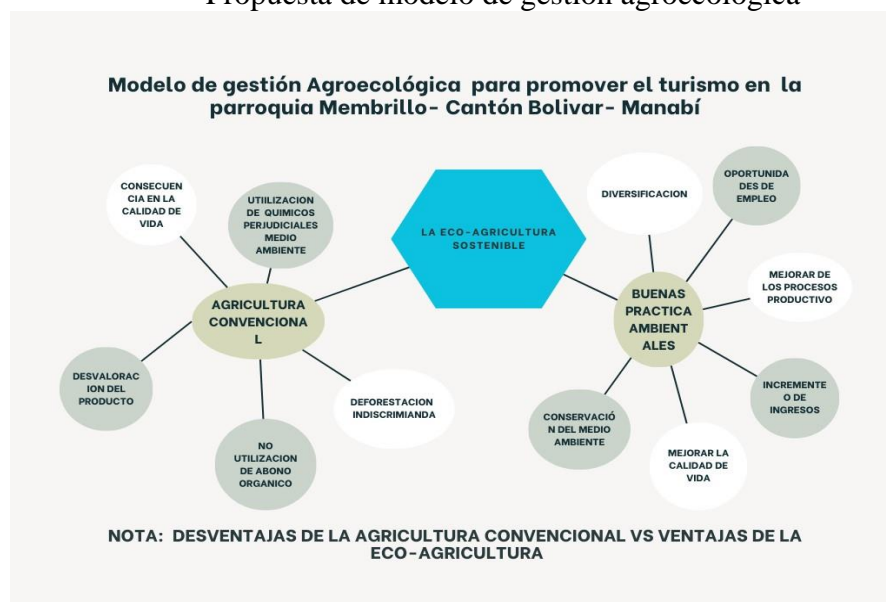 Propuesta de modelo de gestión agroecológica
Modelo de gestión Agroecológica para promover el turismo en la
parroquia Membrillo- Cantón Bolivar- Manabí
CONSECUEN
CIA EN LA
CALIDAD DE
VIDA
UTIILIZACION
DE QUIMICOS
PERJUDICIALES
MEDIO
AMBIENTE
LA ECO-AGRICULTURA
SOSTENIBLE
DIVERSIFICACION
OPORTUNIDA
DES DE
EMPLEO
AGRICULTURA
CONVENCIONA
L
BUENAS
PRACTICA
AMBIENT
ALES
MEJORAR DE
LOS PROCESOS
PRODUCTIVO
DESVALORAC
ION DEL
PRODUCTO
DEFORESTACION
INDISCRIMIANDA
NO
UTILIZACION
DE ABONO
ORGANICO
CONSERVACIÓ
N DEL MEDIO
AMBIENTE
MEJORAR LA
CALIDAD DE
VIDA
INCREMENT
O DE
INGRESOS
NOTA: DESVENTAJAS DE LA AGRICULTURA CONVENCIONAL VS VENTAJAS DE LA
ECO-AGRICULTURA